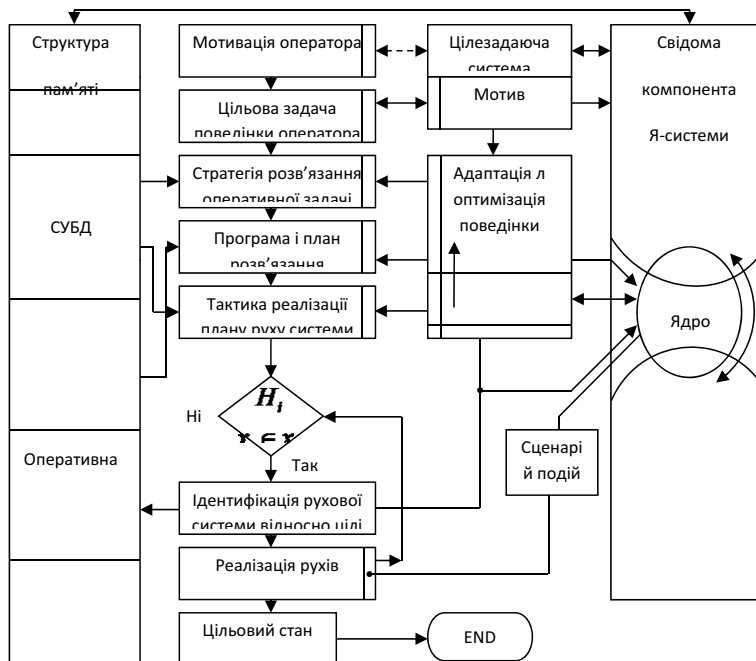 Структура
пам’яті
СУБД
Оперативна
Мотивація оператора
Цільова задача
поведінки оператора
Стратегія розв’язання
оперативної задачі
Програма і план
розв’язання
Тактика реалізації
плану руху системи
Ні
H_i
Так
Ідентифікація рухової
системи відносно цілі
Реалізація рухів
Цільовий стан
END
Цілезадаюча
система
Мотив
Адаптація л
оптимізація
поведінки
Сценарі
й подій
Свідома
компонента
Я-системи
Ядро